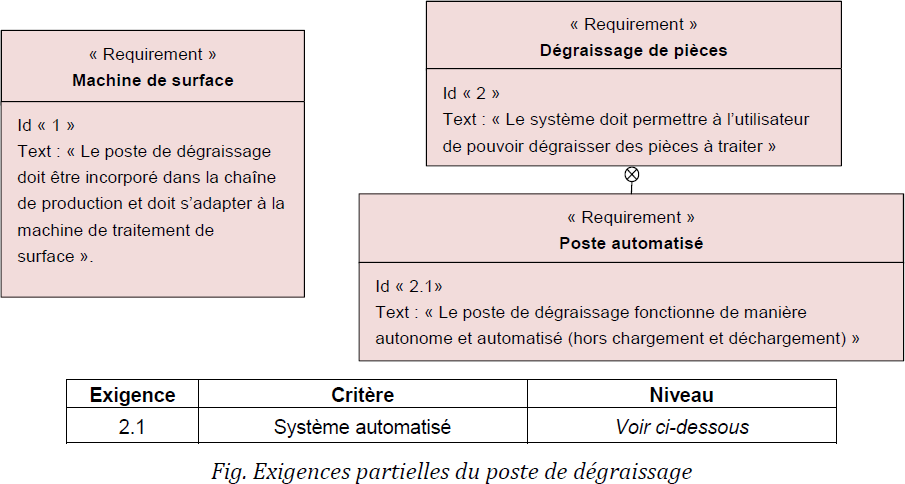 « Requirement »
Machine de surface
Id « 1 »
Text : « Le poste de dégraissage
doit être incorporé dans la chaîne
de production et doit s’adapter à la
machine de traitement de
surface ».
« Requirement »
Dégraissage de pièces
Id « 2 »
Text : « Le système doit permettre à l’utilisateur
de pouvoir dégraisser des pièces à traiter »
« Requirement »
Poste automatisé
Id « 2.1»
Text : « Le poste de dégraissage fonctionne de manière
autonome et automatisé (hors chargement et déchargement) »
Exigence Critère Niveau
2.1 Système automatisé Voir ci-dessous
Fig. Exigences partielles du poste de dégraissage